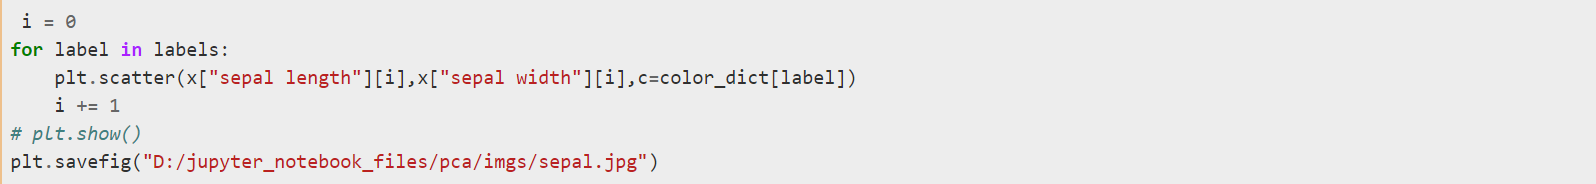 i = 0
for label in labels:
    plt.scatter(x["sepal length"][i],x["sepal width"][i],c=color_dict[label])
    i += 1
# plt.show()
plt.savefig("D:/jupyter_notebook_files/pca/imgs/sepal.jpg")